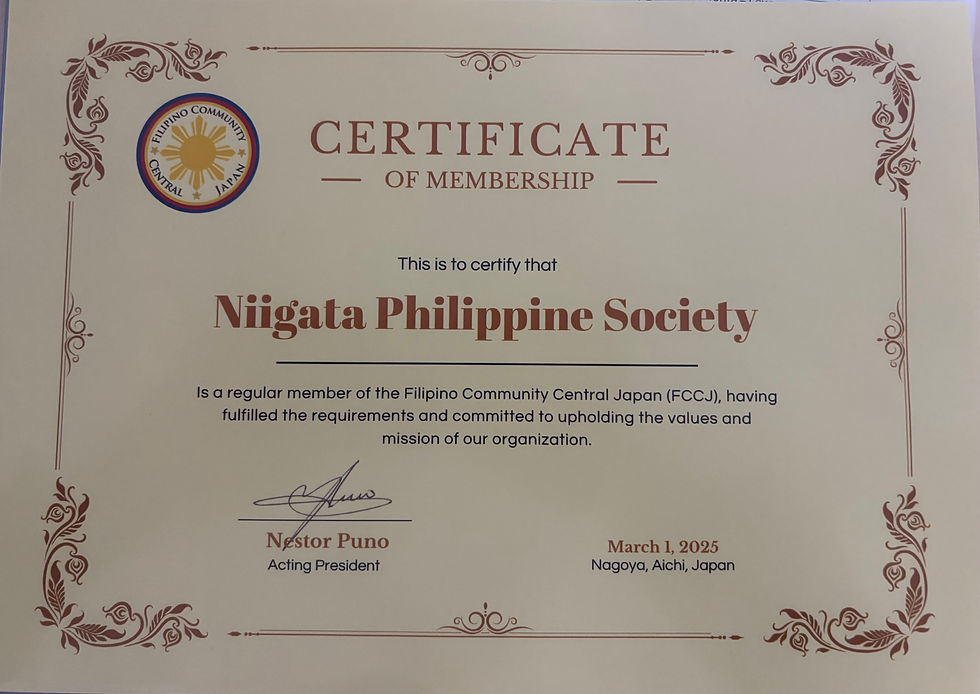 FILIPINO COMMUNITY
CENTRAL JAPAN
CERTIFICATE
OF MEMBERSHIP
This is to certify that
Niigata Philippine Society
Is a regular member of the Filipino Community Central Japan (FCCJ), having
fulfilled the requirements and committed to upholding the values and
mission of our organization.
Nestor Puno
Acting President
March 1, 2025
Nagoya, Aichi, Japan